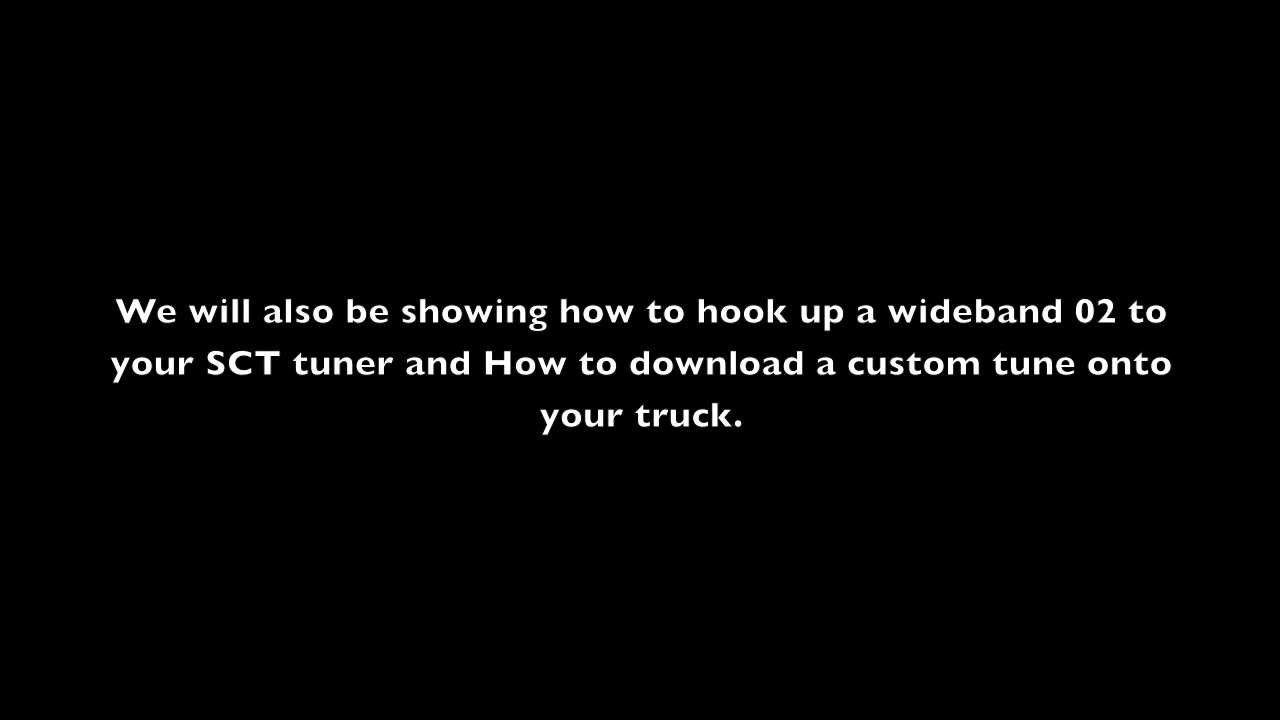 We will also be showing how to hook up a wideband 02 to
your SCT tuner and How to download a custom tune onto
your truck.